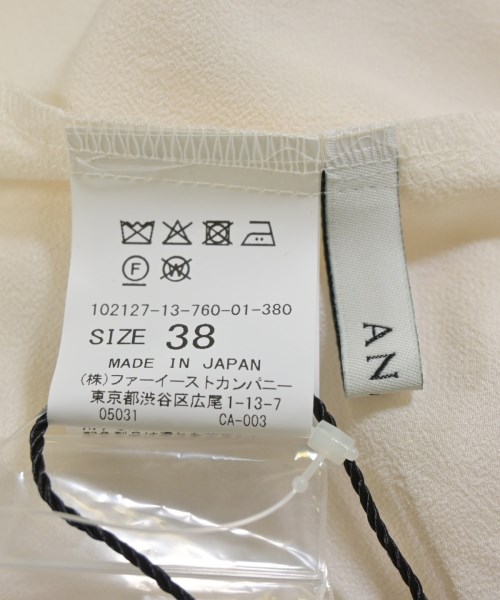 F
W
102127-13-760-01-380
SIZE 38
MADE IN JAPAN
(株)ファーイーストカンパニー
東京都渋谷区広尾1-13-7
05031 CA-003
AN